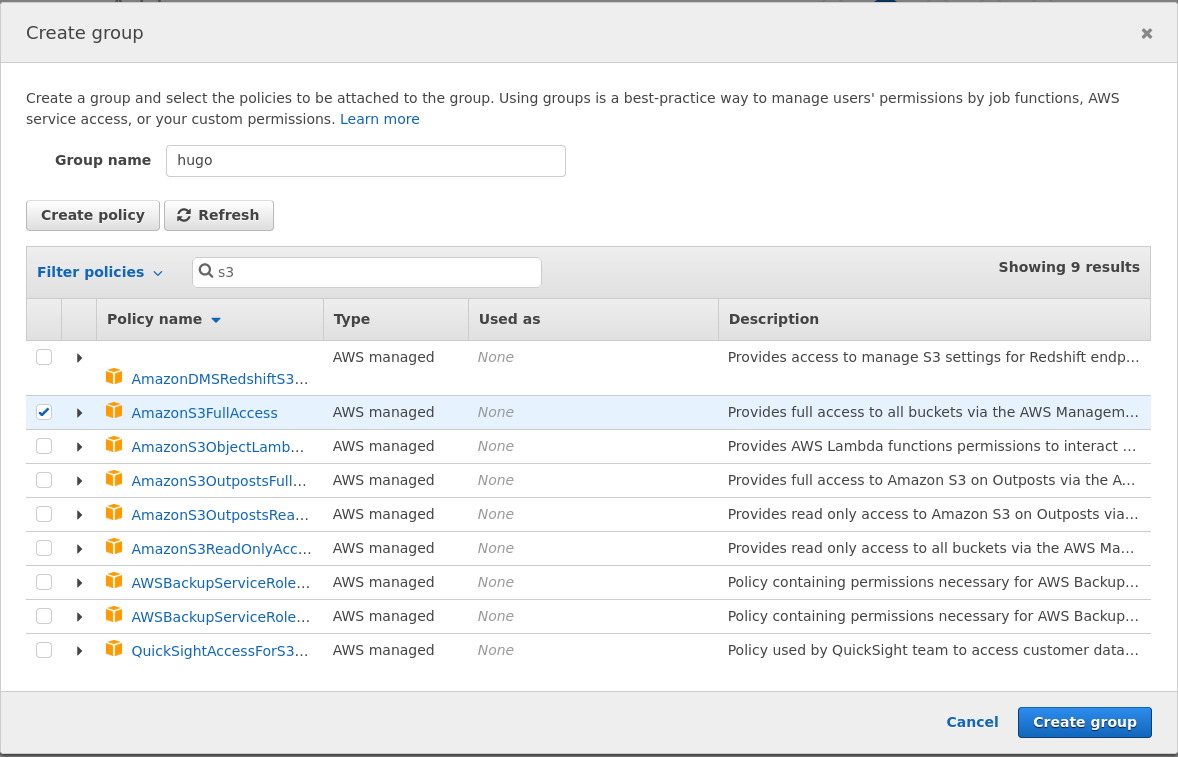 Create group
Create a group and select the policies to be attached to the group. Using groups is a best-practice way to manage users' permissions by job functions, AWS
service access, or your custom permissions. Learn more
Group name hugo
Create policy Refresh
Filter policies s3 Showing 9 results
Policy name Type Used as Description
AWS managed None Provides access to manage S3 settings for Redshift endp...
AmazonDMSRedshiftS3...
AmazonS3FullAccess AWS managed None Provides full access to all buckets via the AWS Managem...
AmazonS3ObjectLamb... AWS managed None Provides AWS Lambda functions permissions to interact ...
AmazonS3OutpostsFull... AWS managed None Provides full access to Amazon S3 on Outposts via the A...
AmazonS3OutpostsRea... AWS managed None Provides read only access to Amazon S3 on Outposts via...
AmazonS3ReadOnlyAcc... AWS managed None Provides read only access to all buckets via the AWS Ma...
AWSBackupServiceRole... AWS managed None Policy containing permissions necessary for AWS Backup...
AWSBackupServiceRole... AWS managed None Policy containing permissions necessary for AWS Backup...
QuickSightAccessForS3... AWS managed None Policy used by QuickSight team to access customer data...
Cancel Create group